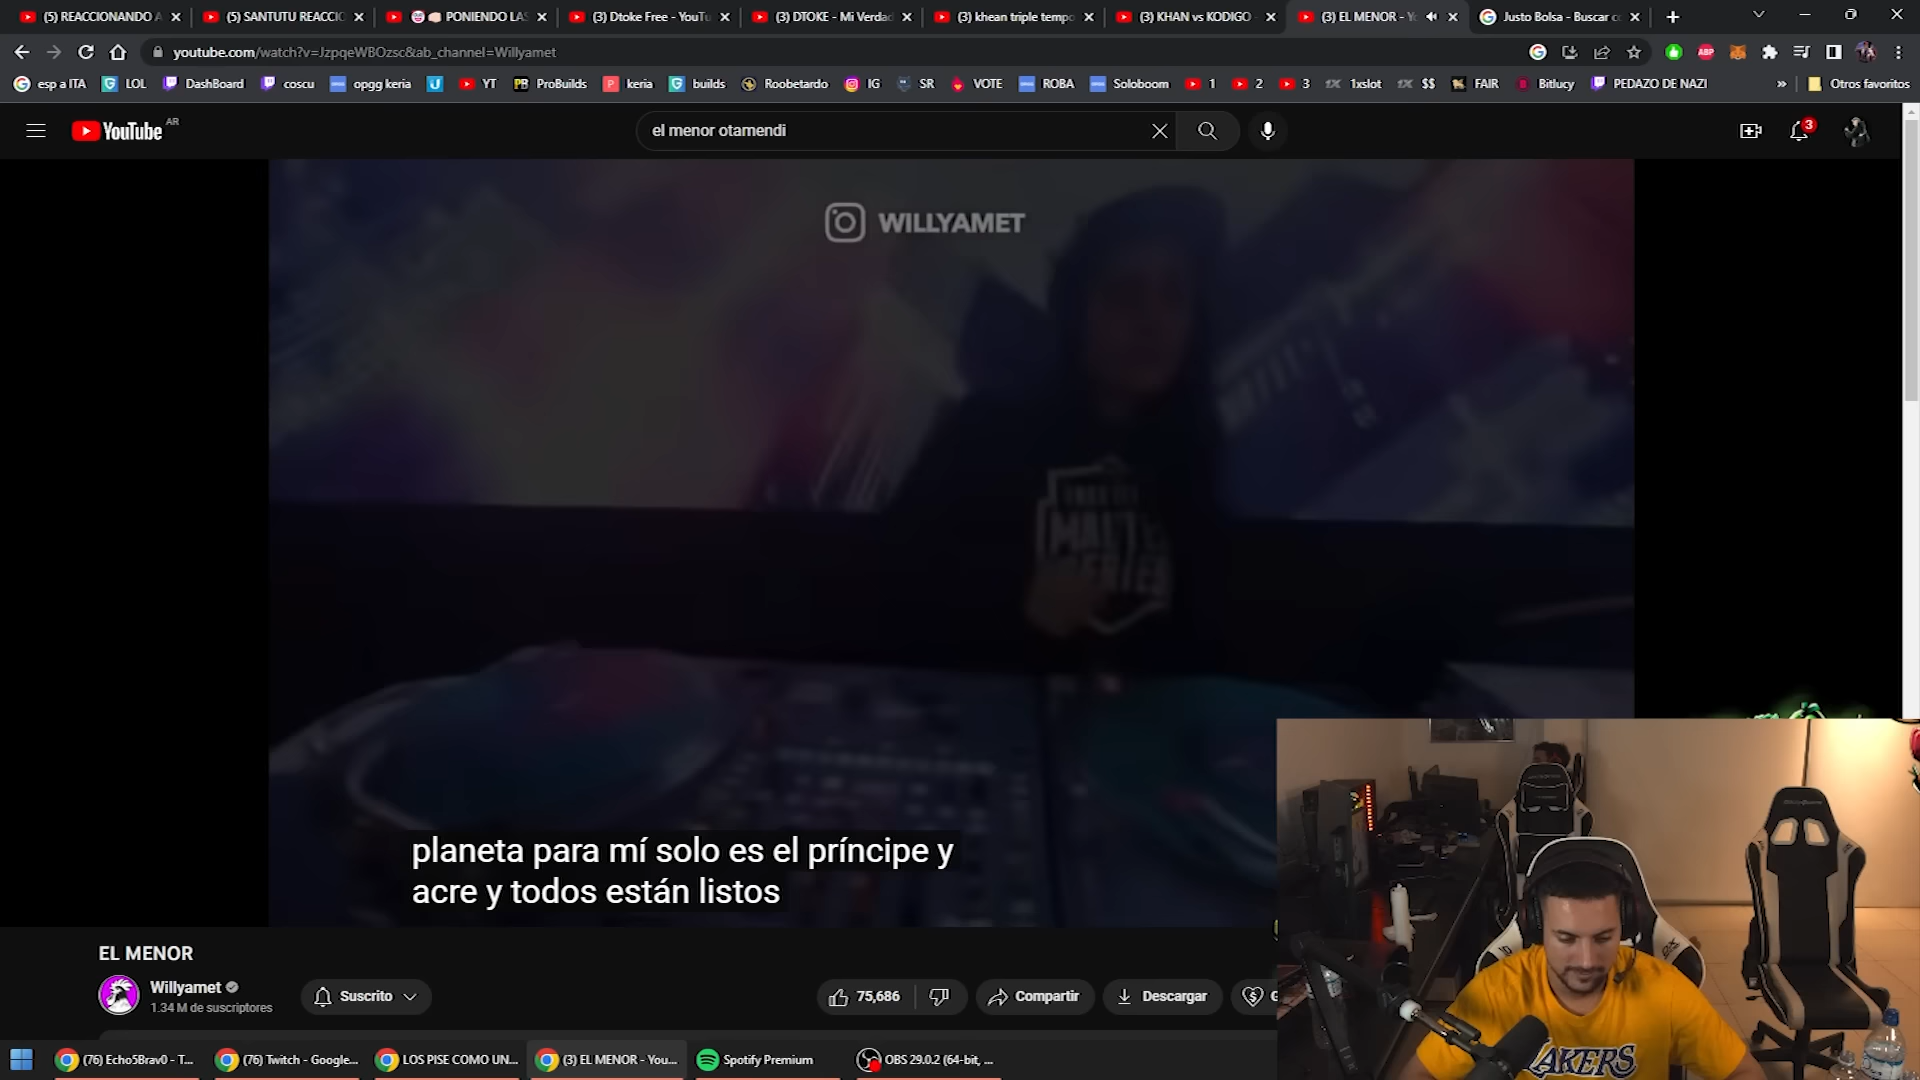 (5) REACCIONANDO A
(5) SANTUTU REACCIO
PONIENDO LAS
(3) Dtoke Free - YouTu
(3) DTOKE - Mi Verdad
(3) khean triple tempo
(3) KHAN vs KODIGO
(3) EL MENOR - Y
Justo Bolsa - Buscar c
youtube.com/watch?v=JzpqeWBOzsc&ab_channel=Willyamet
ABP
esp a ITA
LOL
DashBoard
coscu
opgg keria
YT
ProBuilds
keria
builds
Roobetardo
IG
SR
VOTE
ROBA
Soloboom
1
2
3
1xslot
$$
FAIR
Bitlucy
PEDAZO DE NAZI
»
Otros favoritos
YouTube AR
el menor otamendi
3
WILLYAMET
planeta para mí solo es el príncipe y
acre y todos están listos
EL MENOR
Willyamet
1.34 M de suscriptores
Suscrito
75,686
Compartir
Descargar
G
LAKERS
(76) Echo5Brav0 - T...
(76) Twitch - Google...
LOS PISE COMO UN...
(3) EL MENOR - You...
Spotify Premium
OBS 29.0.2 (64-bit, ...